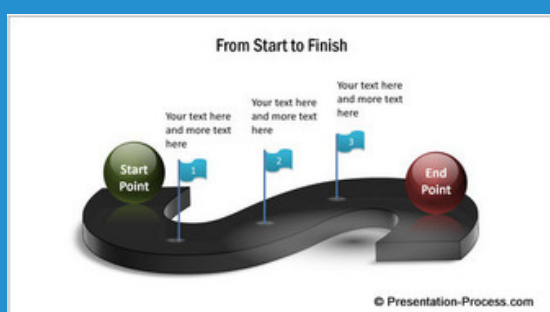 From Start to Finish
Your text here
and more text
here
Your text here
and more text
here
Your text here
and more text
here
Start
Point
1
2
3
End
Point
© Presentation-Process.com